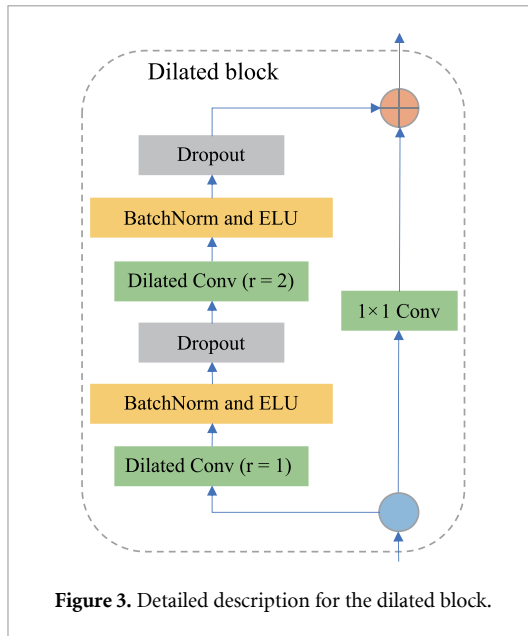 Dilated block
Dropout
BatchNorm and ELU
Dilated Conv (r = 2)
1×1 Conv
Dropout
BatchNorm and ELU
Dilated Conv (r = 1)
Figure 3. Detailed description for the dilated block.